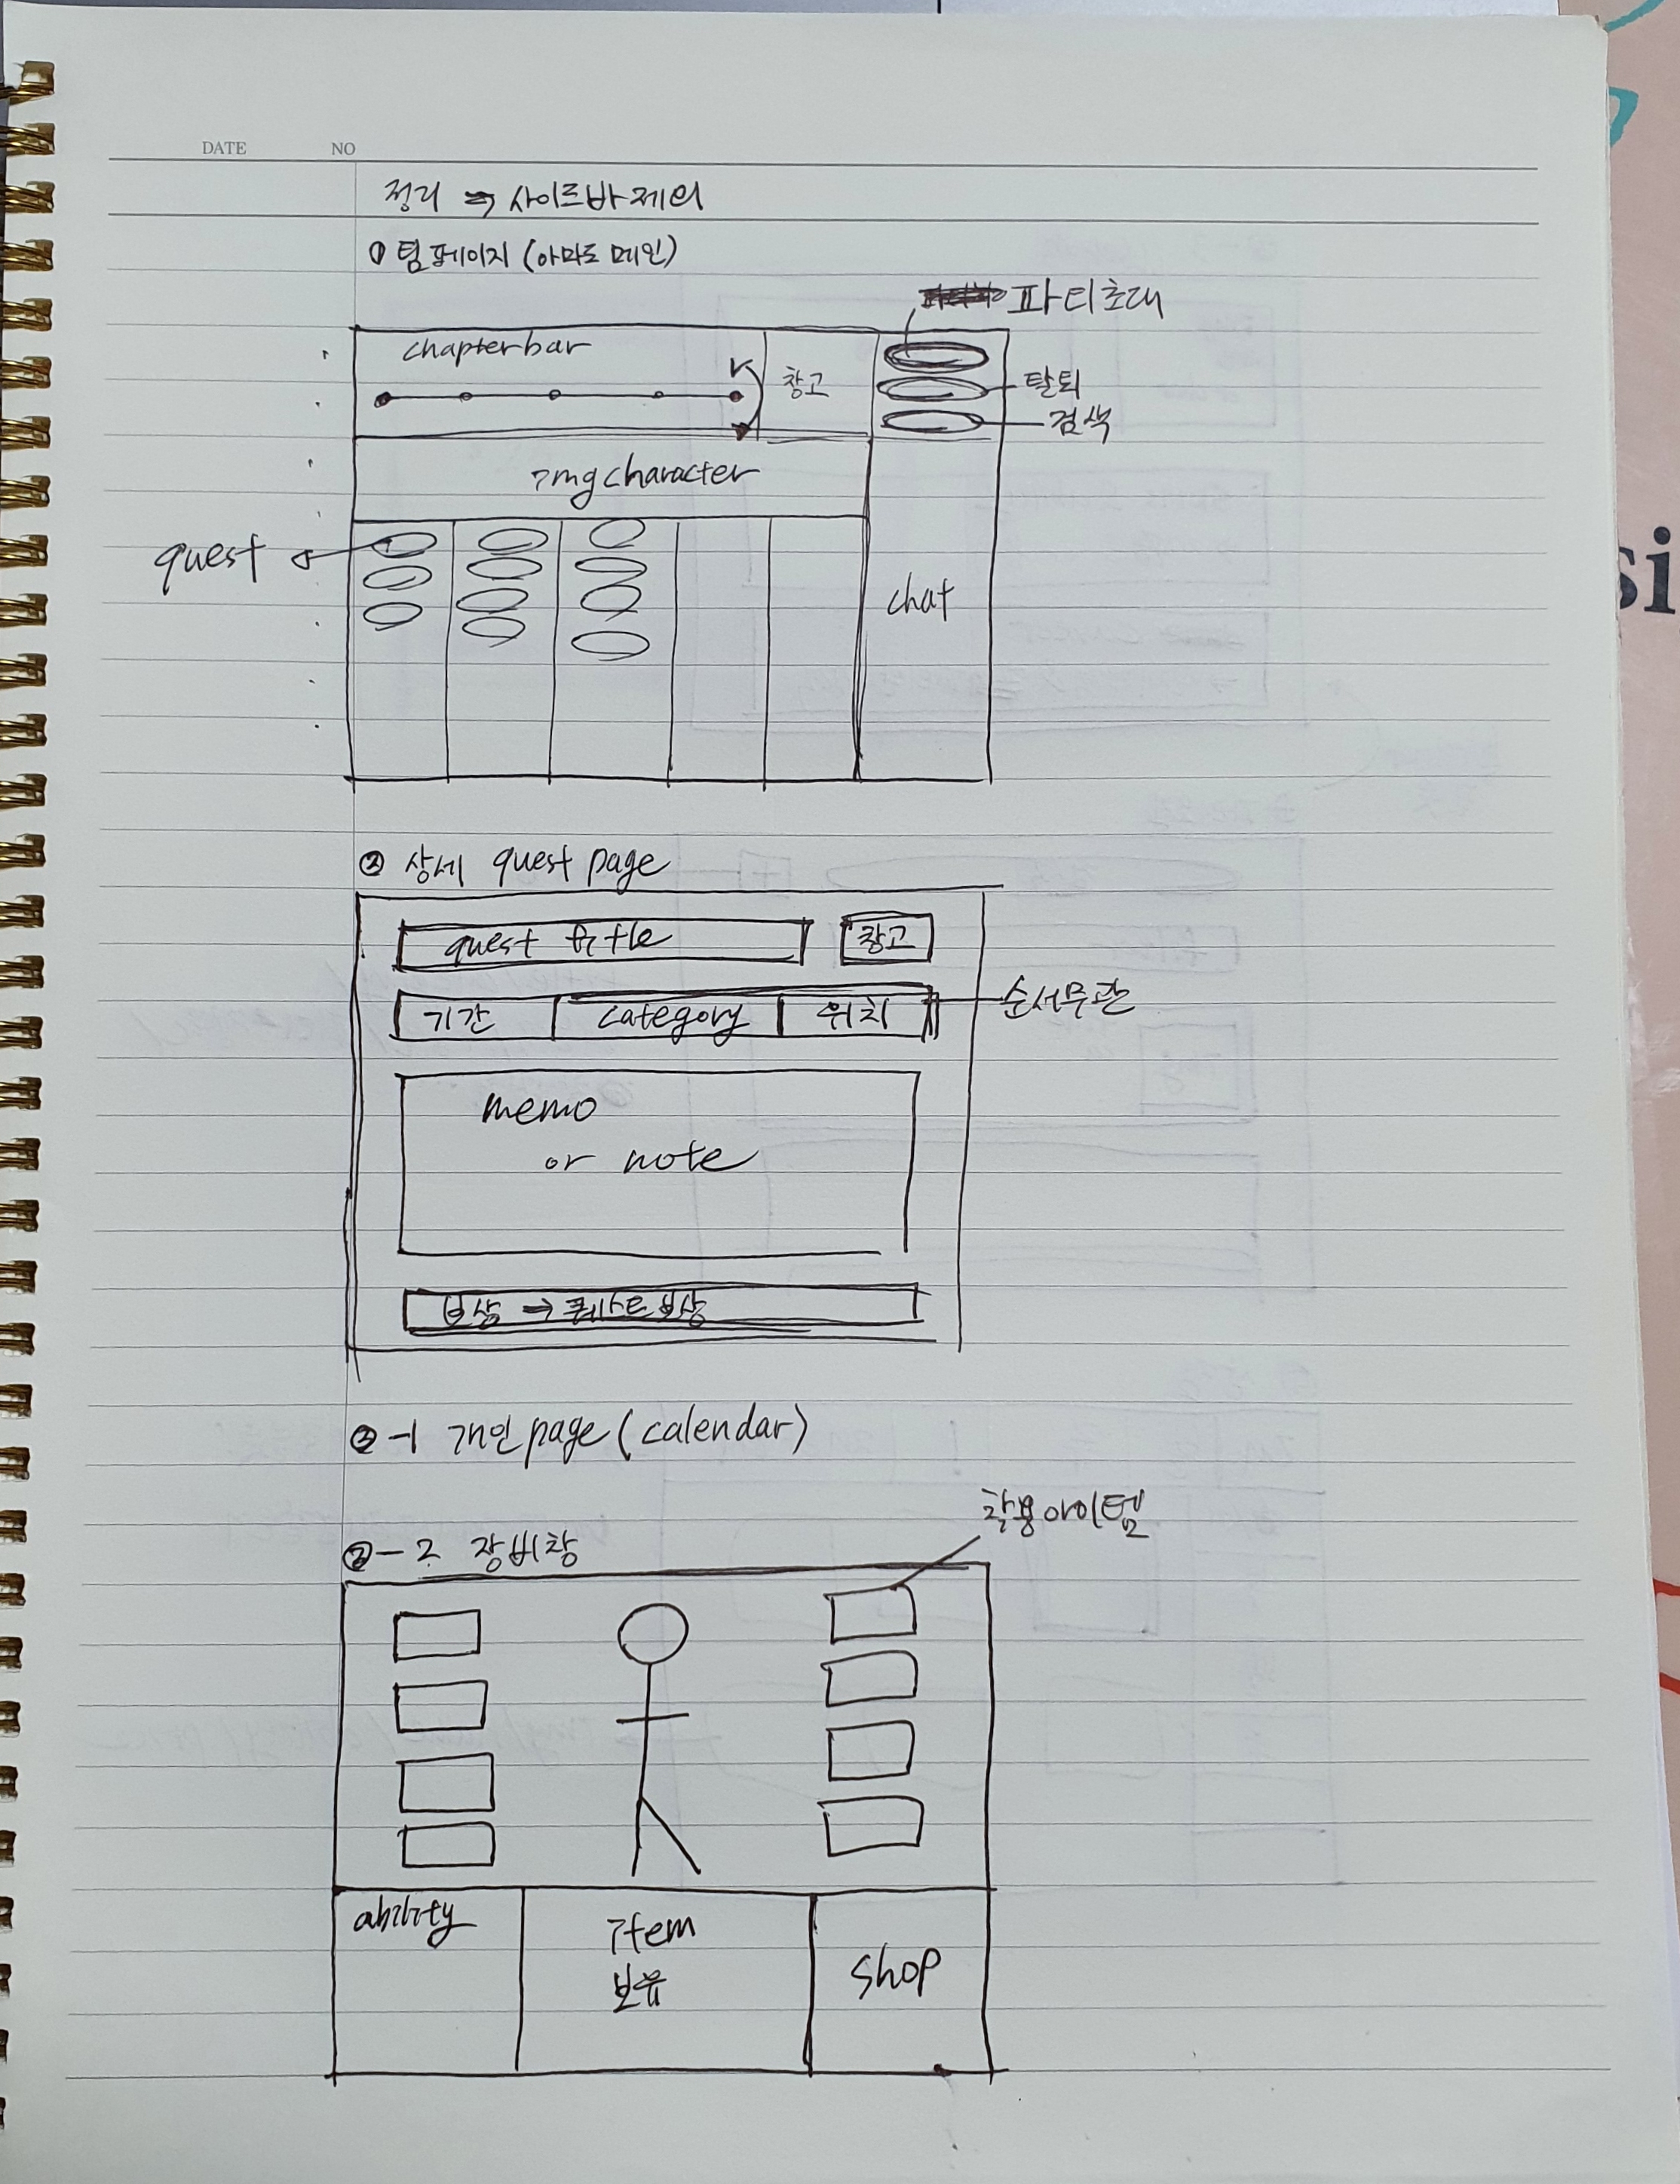 DATE NO
정리 → 사이드바 제외
① 팀 페이지 (아마도 메인)
파티초대
chapterbar
창고
탈퇴
검색
img character
quest
chat
② 상세 quest page
quest title
창고
기간 category 위치
순서무관
memo
or note
보상 → 퀘스트 보상
③-1 개인 page (calendar)
착용아이템
③-2 장비창
ability
item
보유
shop
si